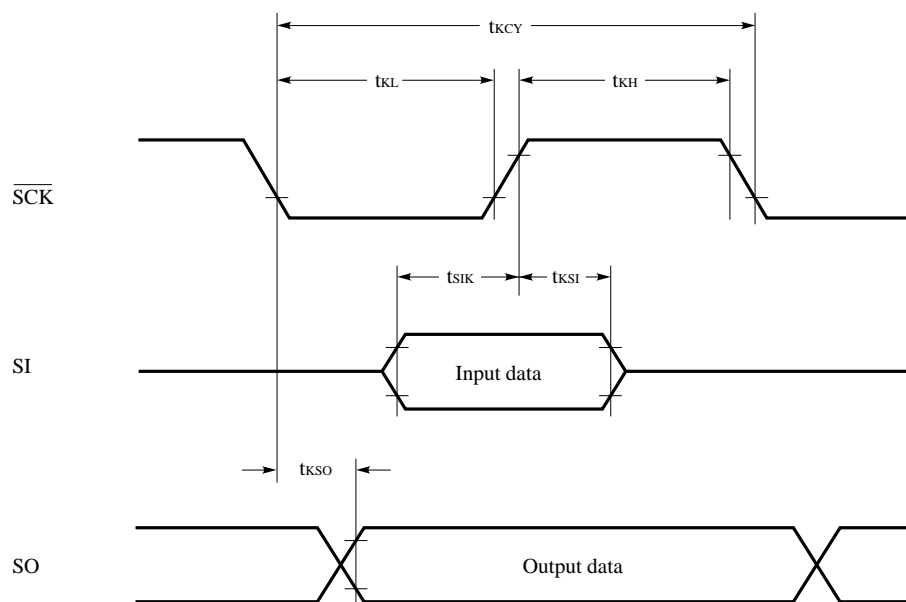 tKCY
tKL
tKH
SCK
tSIK
tKSI
SI
Input data
tKSO
SO
Output data